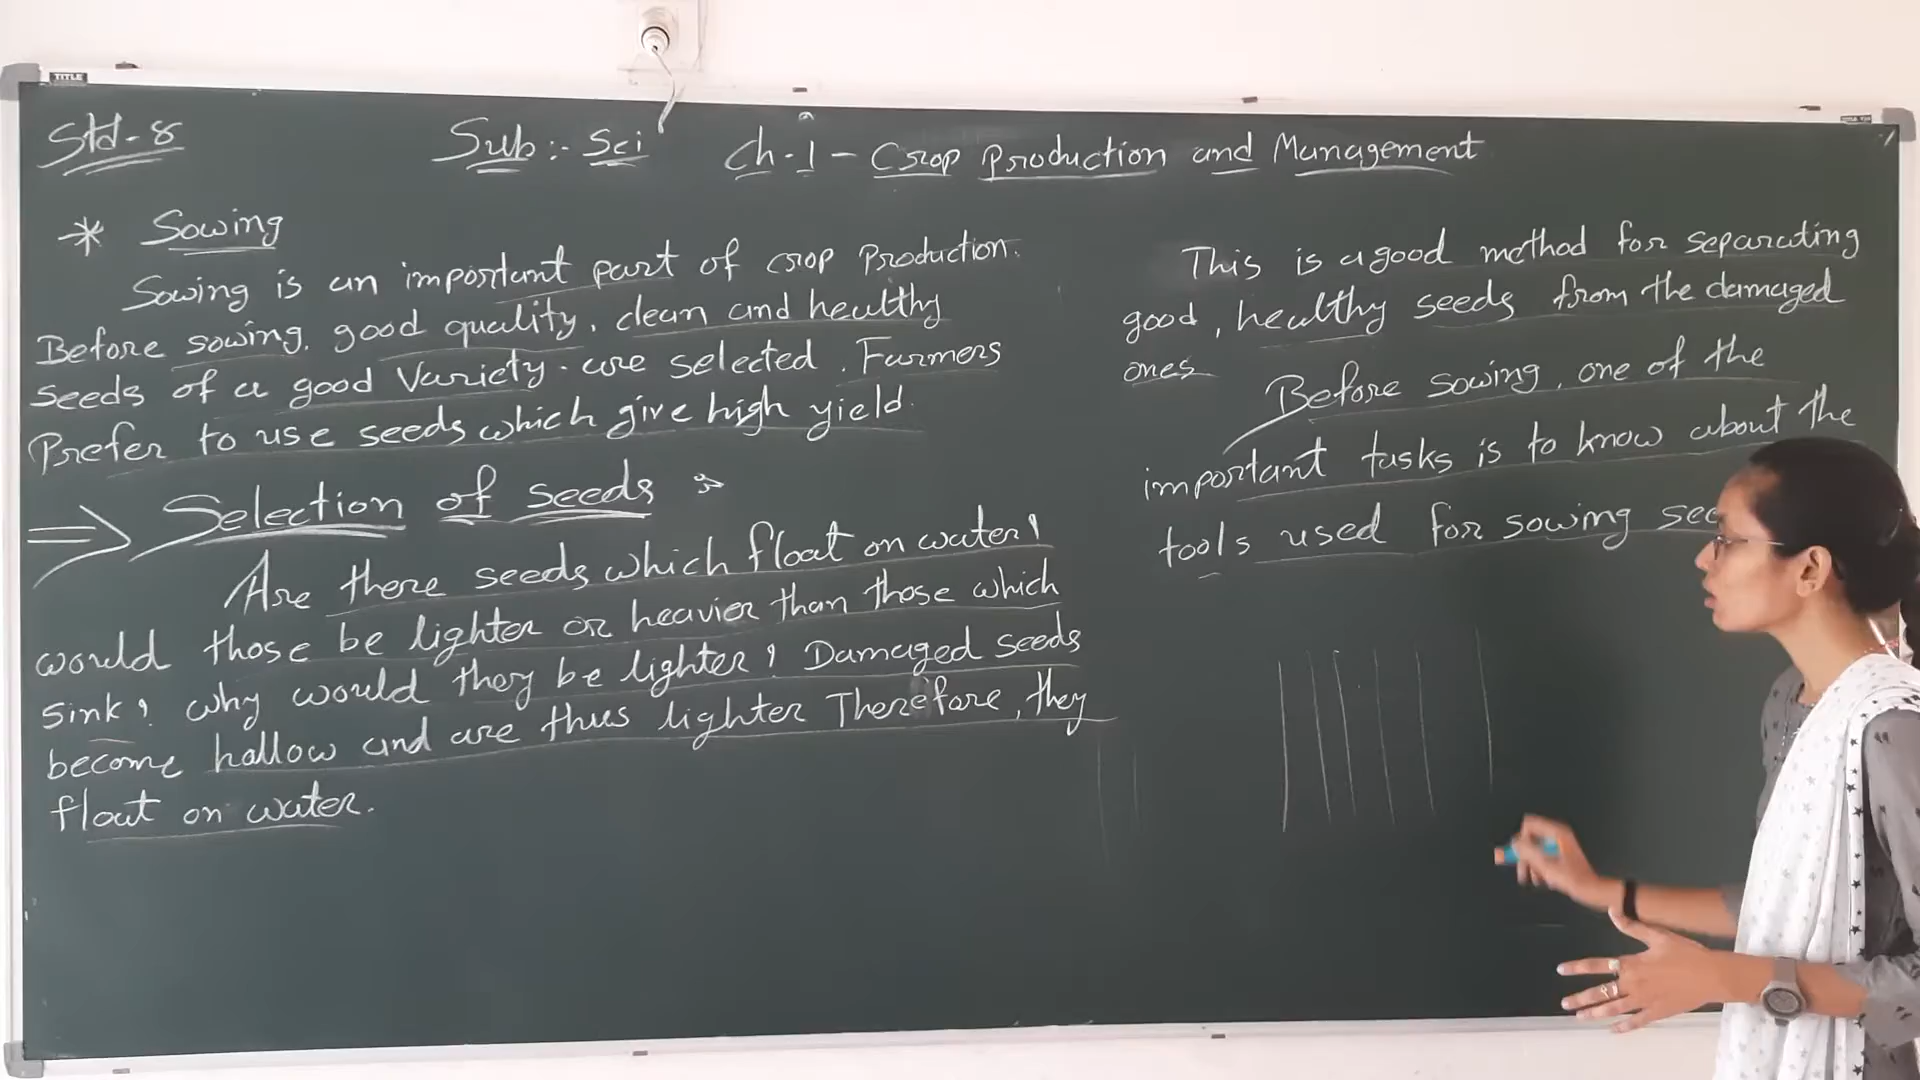 TITLE
Std-8
Sub:- Sci Ch-1 - Crop Production and Management
* Sowing
Sowing is an important part of crop Production.
Before sowing, good quality, clean and healthy
seeds of a good Variety are selected. Farmers
Prefer to use seeds which give high yield.
⇒ Selection of seeds :-
Are there seeds which float on water?
would those be lighter or heavier than those which
sink? why would they be lighter? Damaged seeds
become hallow and are thus lighter Therefore, they
float on water.
This is a good method for separating
good, healthy seeds from the damaged
ones
Before sowing, one of the
important tasks is to know about the
tools used for sowing see